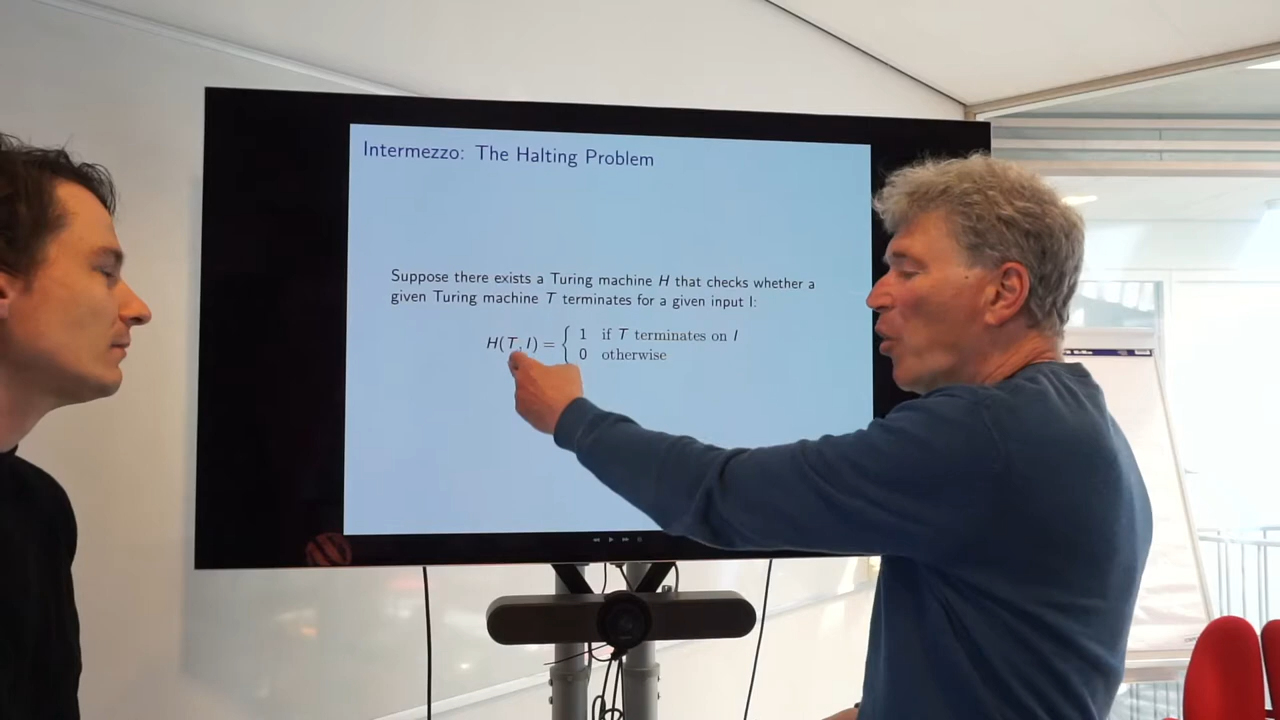 Intermezzo: The Halting Problem
Suppose there exists a Turing machine H that checks whether a
given Turing machine T terminates for a given input I:
H(T, I) = { 1 if T terminates on I
0 otherwise